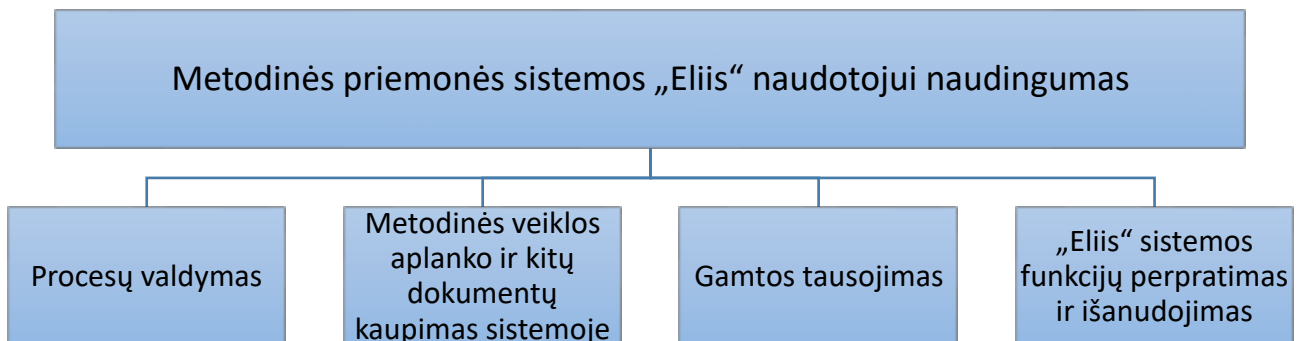 Metodinės priemonės sistemos „Eliis“ naudotojui naudingumas
Procesų valdymas
Metodinės veiklos
aplanko ir kitų
dokumentų
kaupimas sistemoje
Gamtos tausojimas
„Eliis“ sistemos
funkcijų perpratimas
ir išanudojimas